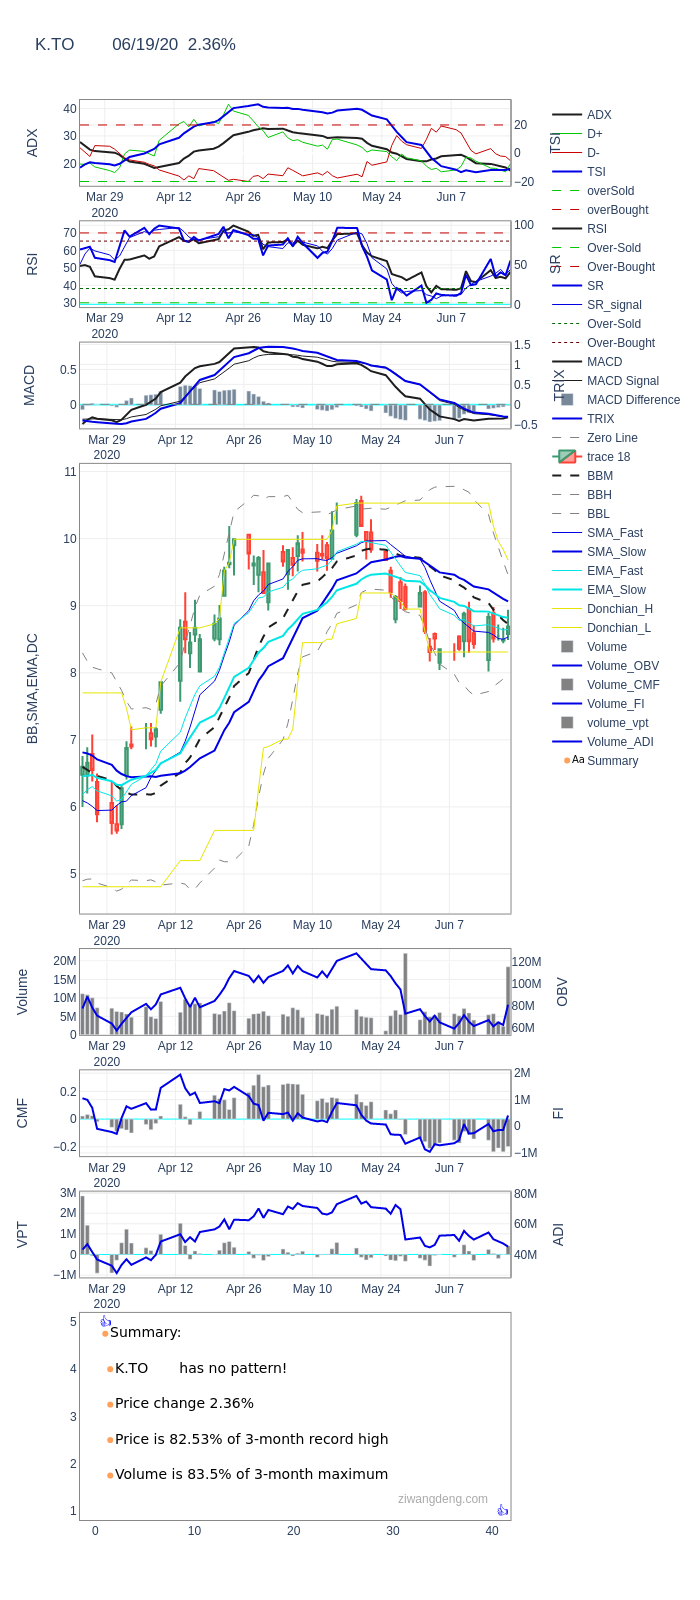 K.TO 06/19/20 2.36%
ADX
40
30
20
20
0
−20
TSI
Mar 29 Apr 12 Apr 26 May 10 May 24 Jun 7
2020
RSI
70
60
50
40
30
100
50
0
SR
Mar 29 Apr 12 Apr 26 May 10 May 24 Jun 7
2020
MACD
0.5
0
1.5
1
0.5
0
−0.5
TRIX
Mar 29 Apr 12 Apr 26 May 10 May 24 Jun 7
2020
BB,SMA,EMA,DC
11
10
9
8
7
6
5
Mar 29 Apr 12 Apr 26 May 10 May 24 Jun 7
2020
Volume
20M
15M
10M
5M
0
120M
100M
80M
60M
OBV
Mar 29 Apr 12 Apr 26 May 10 May 24 Jun 7
2020
CMF
0.2
0
−0.2
2M
1M
0
−1M
FI
Mar 29 Apr 12 Apr 26 May 10 May 24 Jun 7
2020
VPT
3M
2M
1M
0
−1M
80M
60M
40M
ADI
Mar 29 Apr 12 Apr 26 May 10 May 24 Jun 7
2020
5
4
3
2
1
Summary:
K.TO has no pattern!
Price change 2.36%
Price is 82.53% of 3-month record high
Volume is 83.5% of 3-month maximum
ziwangdeng.com
0 10 20 30 40
ADX
D+
D-
TSI
overSold
overBought
RSI
Over-Sold
Over-Bought
SR
SR_signal
Over-Sold
Over-Bought
MACD
MACD Signal
MACD Difference
TRIX
Zero Line
trace 18
BBM
BBH
BBL
SMA_Fast
SMA_Slow
EMA_Fast
EMA_Slow
Donchian_H
Donchian_L
Volume
Volume_OBV
Volume_CMF
Volume_FI
volume_vpt
Volume_ADI
Aa Summary